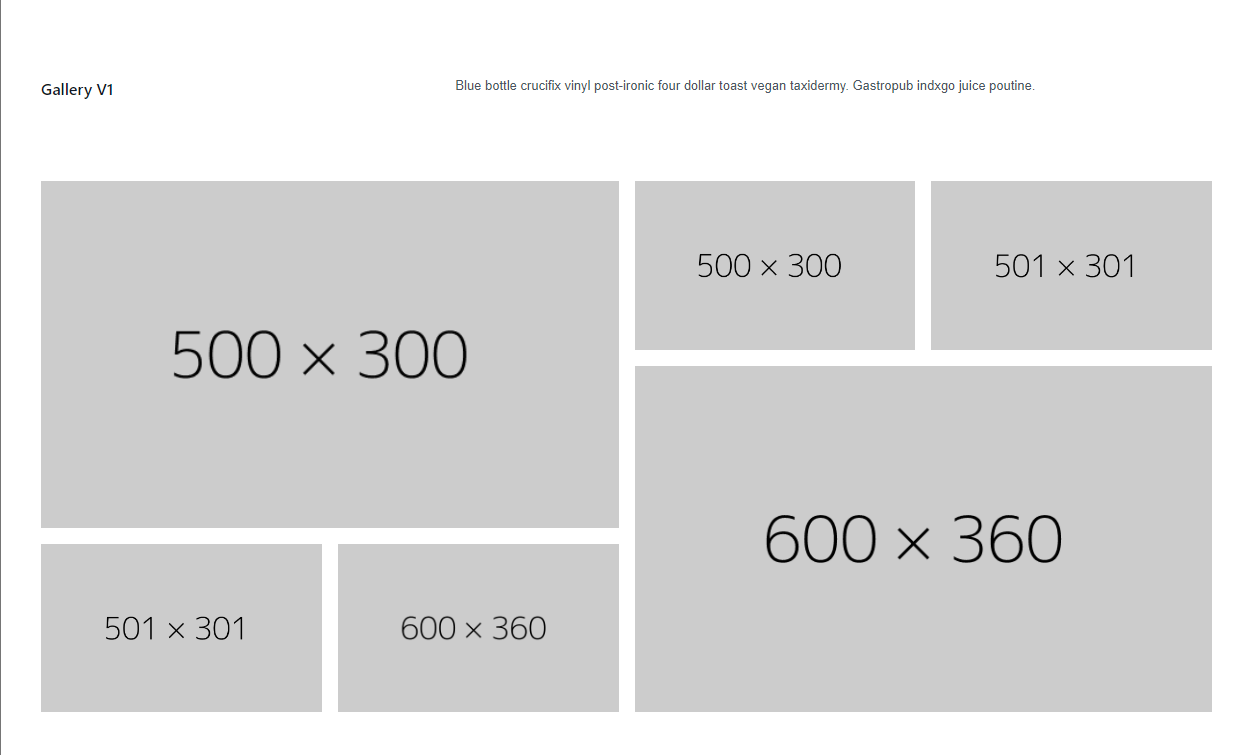 Gallery V1
Blue bottle crucifix vinyl post-ironic four dollar toast vegan taxidermy. Gastropub indxgo juice poutine.
500 × 300
500 × 300
501 × 301
600 × 360
501 × 301
600 × 360